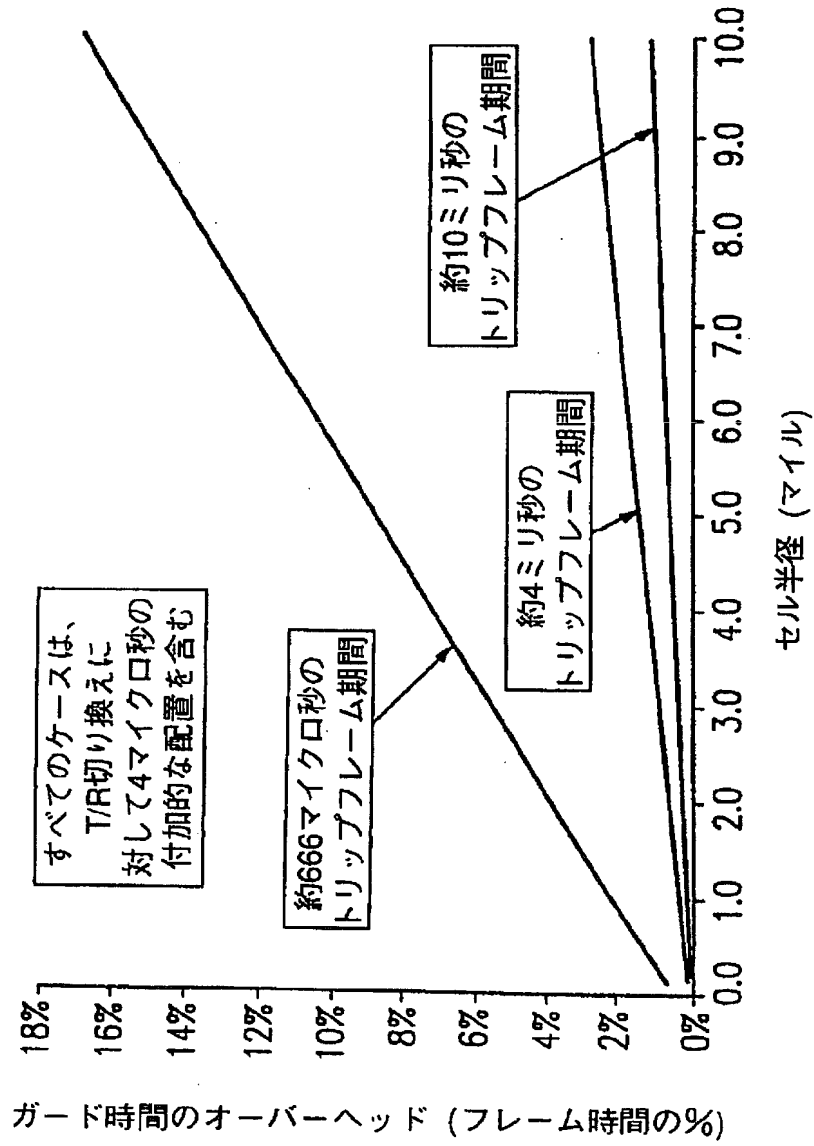 ガード時間のオーバーヘッド (フレーム時間の%)
18%
16%
14%
12%
10%
8%
6%
4%
2%
0%
すべてのケースは、
T/R切り換えに
対して4マイクロ秒の
付加的な配置を含む
約666マイクロ秒の
トリップフレーム期間
約4ミリ秒の
トリップフレーム期間
約10ミリ秒の
トリップフレーム期間
0.0
1.0
2.0
3.0
4.0
5.0
6.0
7.0
8.0
9.0
10.0
セル半径 (マイル)